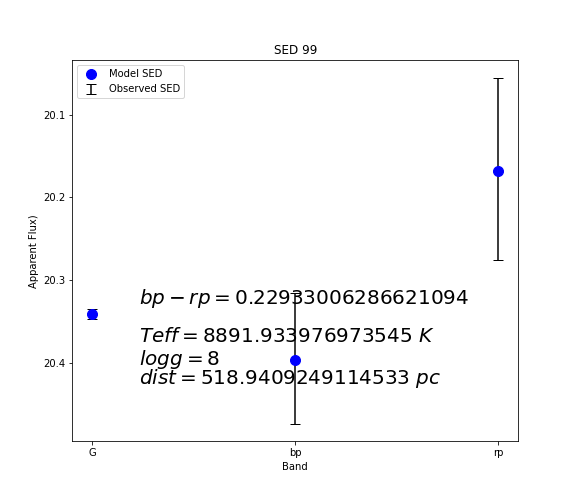 SED 99
Model SED
Observed SED
20.1
20.2
20.3
20.4
Apparent Flux)
bp − rp = 0.22933006286621094
Teff = 8891.933976973545 K
logg = 8
dist = 518.9409249114533 pc
G bp rp
Band